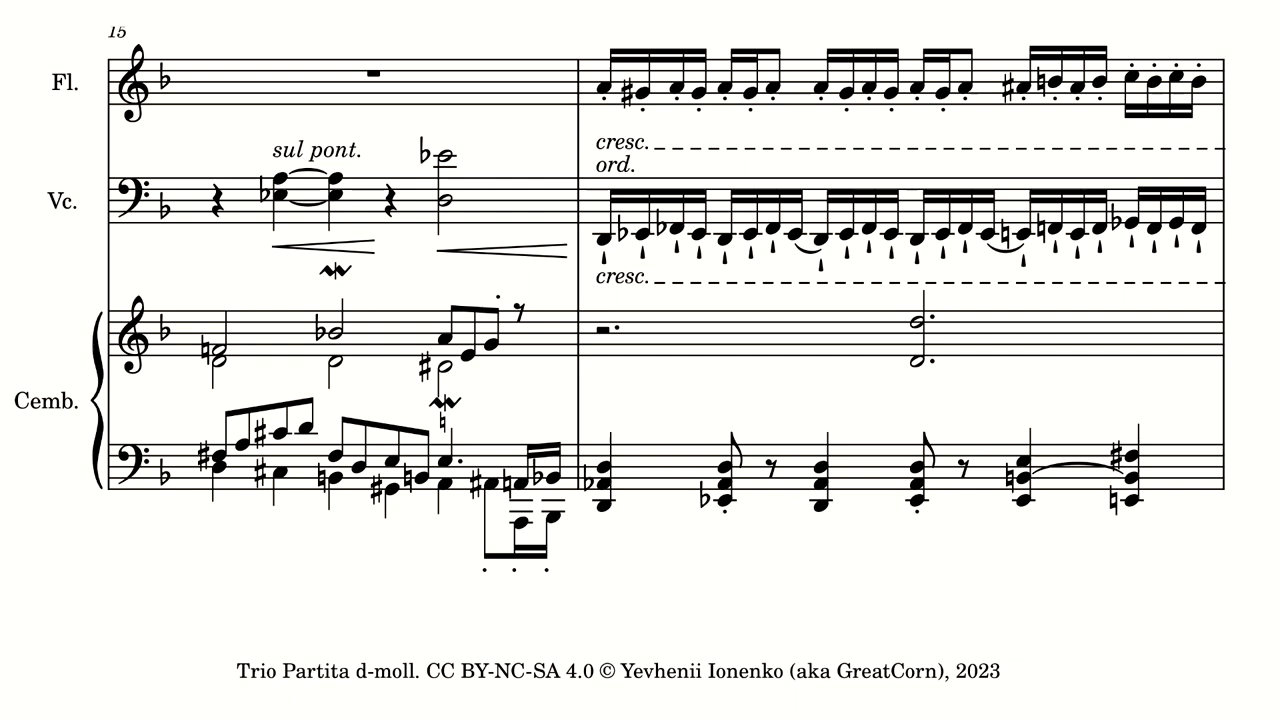 15
Fl.
sul pont.
cresc.
ord.
Vc.
cresc.
Cemb.
Trio Partita d-moll. CC BY-NC-SA 4.0 © Yevhenii Ionenko (aka GreatCorn), 2023